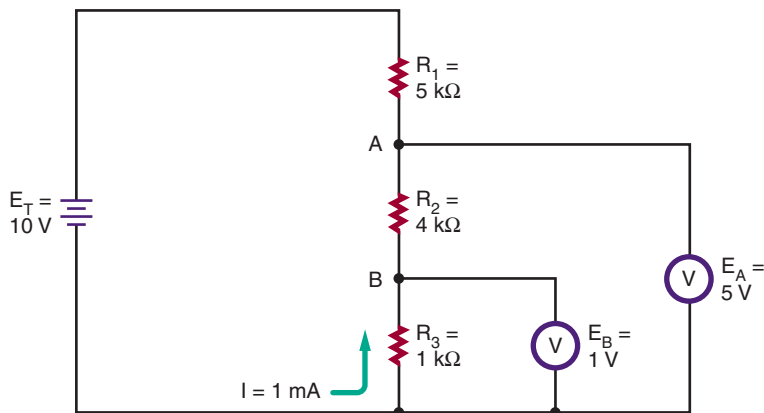 R1 =
5 kΩ
A
ET =
10 V
R2 =
4 kΩ
B
V
EA =
5 V
R3 =
1 kΩ
V
EB =
1 V
I = 1 mA